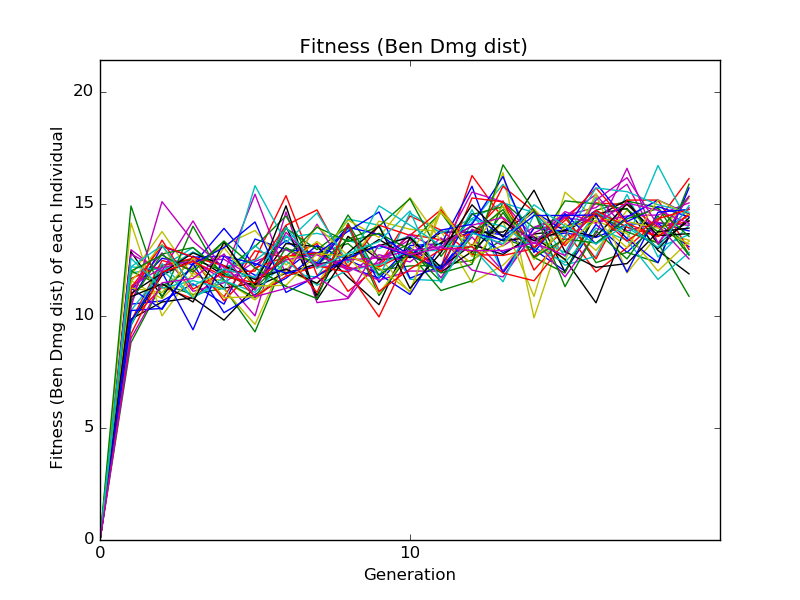 Fitness (Ben Dmg dist)
Fitness (Ben Dmg dist) of each Individual
20
15
10
5
0
0
10
Generation